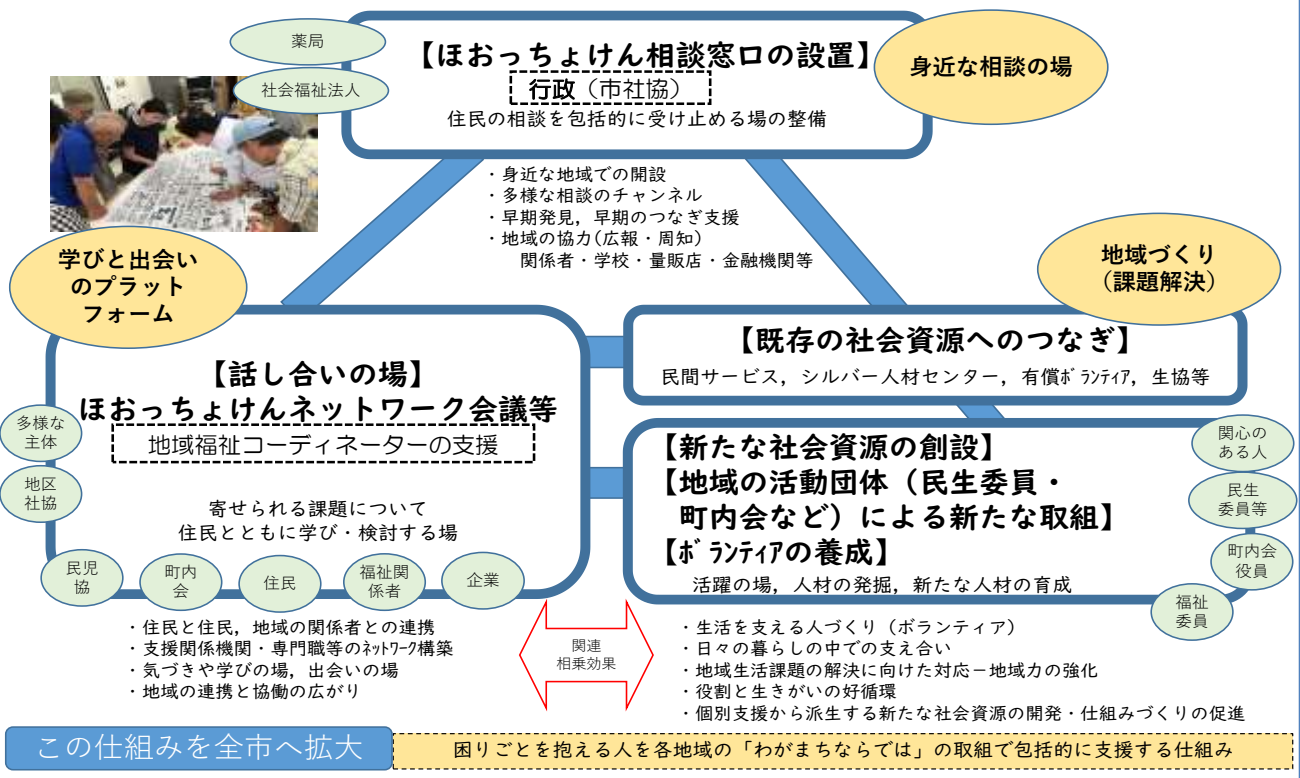 薬局
社会福祉法人
【ほおっちょけん相談窓口の設置】
行政（市社協）
住民の相談を包括的に受け止める場の整備
身近な相談の場
・身近な地域での開設
・多様な相談のチャンネル
・早期発見，早期のつなぎ支援
・地域の協力(広報・周知)
関係者・学校・量販店・金融機関等
学びと出会い
のプラット
フォーム
地域づくり
（課題解決）
【話し合いの場】
ほおっちょけんネットワーク会議等
地域福祉コーディネーターの支援
寄せられる課題について
住民とともに学び・検討する場
多様な
主体
地区
社協
民児
協
町内
会
住民
福祉関
係者
企業
【既存の社会資源へのつなぎ】
民間サービス，シルバー人材センター，有償ﾎﾞﾗﾝﾃｨｱ，生協等
【新たな社会資源の創設】
【地域の活動団体（民生委員・
町内会など）による新たな取組】
【ﾎﾞﾗﾝﾃｨｱの養成】
活躍の場，人材の発掘，新たな人材の育成
関心の
ある人
民生
委員等
町内会
役員
福祉
委員
・住民と住民，地域の関係者との連携
・支援関係機関・専門職等のﾈｯﾄﾜｰｸ構築
・気づきや学びの場，出会いの場
・地域の連携と協働の広がり
関連
相乗効果
・生活を支える人づくり（ボランティア）
・日々の暮らしの中での支え合い
・地域生活課題の解決に向けた対応－地域力の強化
・役割と生きがいの好循環
・個別支援から派生する新たな社会資源の開発・仕組みづくりの促進
この仕組みを全市へ拡大
困りごとを抱える人を各地域の「わがまちならでは」の取組で包括的に支援する仕組み